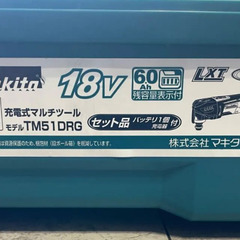 akita 18V 6.0 Ah 残容量表示付 LXT
充電式マルチツール
モデル TM51DRG
セット品 バッテリ1個 充電器 付
株式会社マキタ